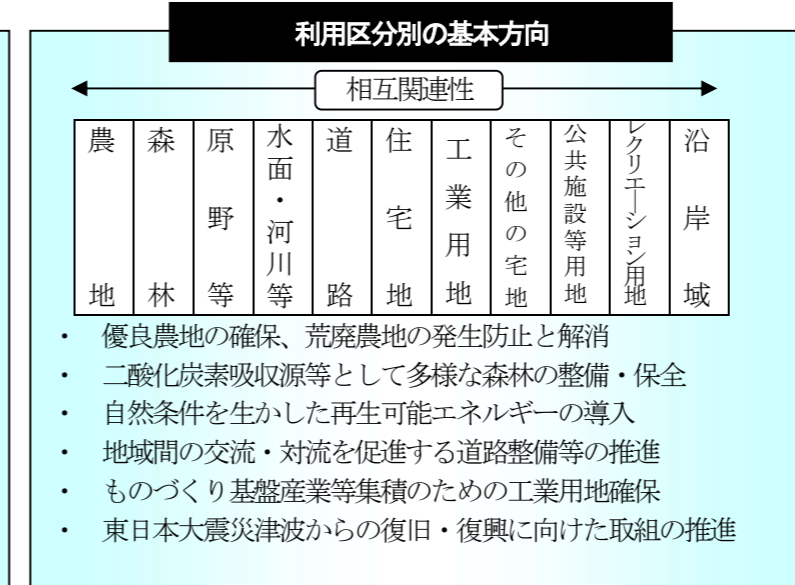 利用区分別の基本方向
相互関連性
農地
森林
原野等
水面・河川等
道路
住宅地
工業用地
その他の宅地
公共施設等用地
レクリエーション用地
沿岸域
・ 優良農地の確保、荒廃農地の発生防止と解消
・ 二酸化炭素吸収源等として多様な森林の整備・保全
・ 自然条件を生かした再生可能エネルギーの導入
・ 地域間の交流・対流を促進する道路整備等の推進
・ ものづくり基盤産業等集積のための工業用地確保
・ 東日本大震災津波からの復旧・復興に向けた取組の推進